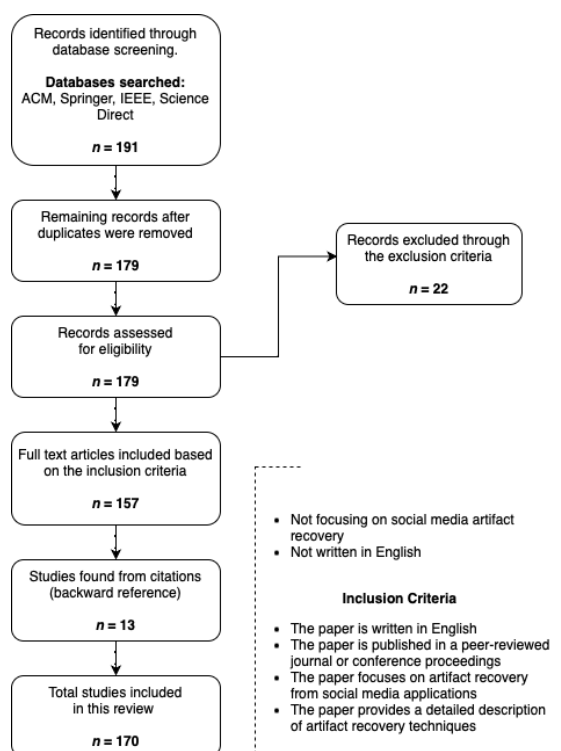 Records identified through
database screening.
Databases searched:
ACM, Springer, IEEE, Science
Direct
n = 191
Remaining records after
duplicates were removed
n = 179
Records excluded through
the exclusion criteria
n = 22
Records assessed
for eligibility
n = 179
Full text articles included based
on the inclusion criteria
n = 157
Studies found from citations
(backward reference)
n = 13
Total studies included
in this review
n = 170
• Not focusing on social media artifact
recovery
• Not written in English
Inclusion Criteria
• The paper is written in English
• The paper is published in a peer-reviewed
journal or conference proceedings
• The paper focuses on artifact recovery
from social media applications
• The paper provides a detailed description
of artifact recovery techniques